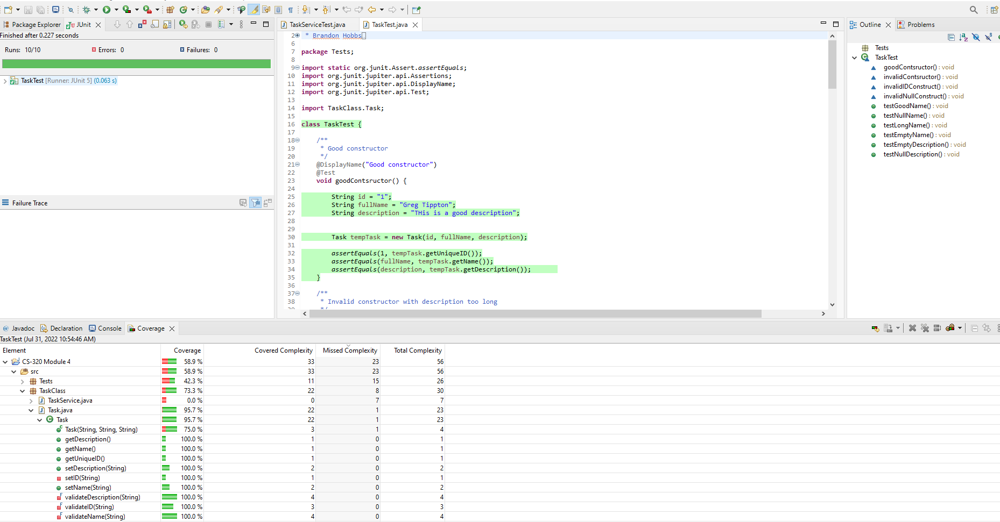 Package Explorer JUnit
Finished after 0.227 seconds
Runs: 10/10 Errors: 0 Failures: 0
TaskTest [Runner: JUnit 5] (0.063 s)
Failure Trace
TaskServiceTest.java TaskTest.java
2 * Brandon Hobbs
6
7 package Tests;
8
9 import static org.junit.Assert.assertEquals;
10 import org.junit.jupiter.api.Assertions;
11 import org.junit.jupiter.api.DisplayName;
12 import org.junit.jupiter.api.Test;
13
14 import TaskClass.Task;
15
16 class TaskTest {
17
18 /**
19 * Good constructor
20 */
21 @DisplayName("Good constructor")
22 @Test
23 void goodContsructor() {
24
25 String id = "1";
26 String fullName = "Greg Tippton";
27 String description = "THis is a good description";
28
29
30 Task tempTask = new Task(id, fullName, description);
31
32 assertEquals(1, tempTask.getUniqueID());
33 assertEquals(fullName, tempTask.getName());
34 assertEquals(description, tempTask.getDescription());
35 }
36
37 /**
38 * Invalid constructor with description too long
Outline Problems
Tests
TaskTest
goodContsructor() : void
invalidContsructor() : void
invalidIDConstruct() : void
invalidNullConstruct() : void
testGoodName() : void
testNullName() : void
testLongName() : void
testEmptyName() : void
testEmptyDescription() : void
testNullDescription() : void
@ Javadoc Declaration Console Coverage
TaskTest (Jul 31, 2022 10:54:46 AM)
Element Coverage Covered Complexity Missed Complexity Total Complexity
CS-320 Module 4 58.9 % 33 23 56
src 58.9 % 33 23 56
Tests 42.3 % 11 15 26
TaskClass 73.3 % 22 8 30
TaskService.java 0.0 % 0 7 7
Task.java 95.7 % 22 1 23
Task 95.7 % 22 1 23
Task(String, String, String) 75.0 % 3 1 4
getDescription() 100.0 % 1 0 1
getName() 100.0 % 1 0 1
getUniqueID() 100.0 % 1 0 1
setDescription(String) 100.0 % 2 0 2
setID(String) 100.0 % 1 0 1
setName(String) 100.0 % 2 0 2
validateDescription(String) 100.0 % 4 0 4
validateID(String) 100.0 % 3 0 3
validateName(String) 100.0 % 4 0 4